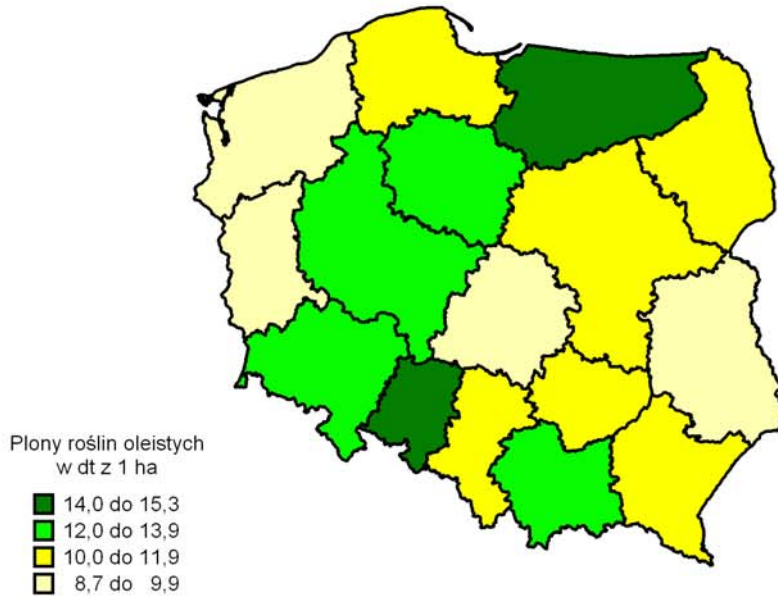 Plony roślin oleistych
w dt z 1 ha
14,0 do 15,3
12,0 do 13,9
10,0 do 11,9
8,7 do 9,9